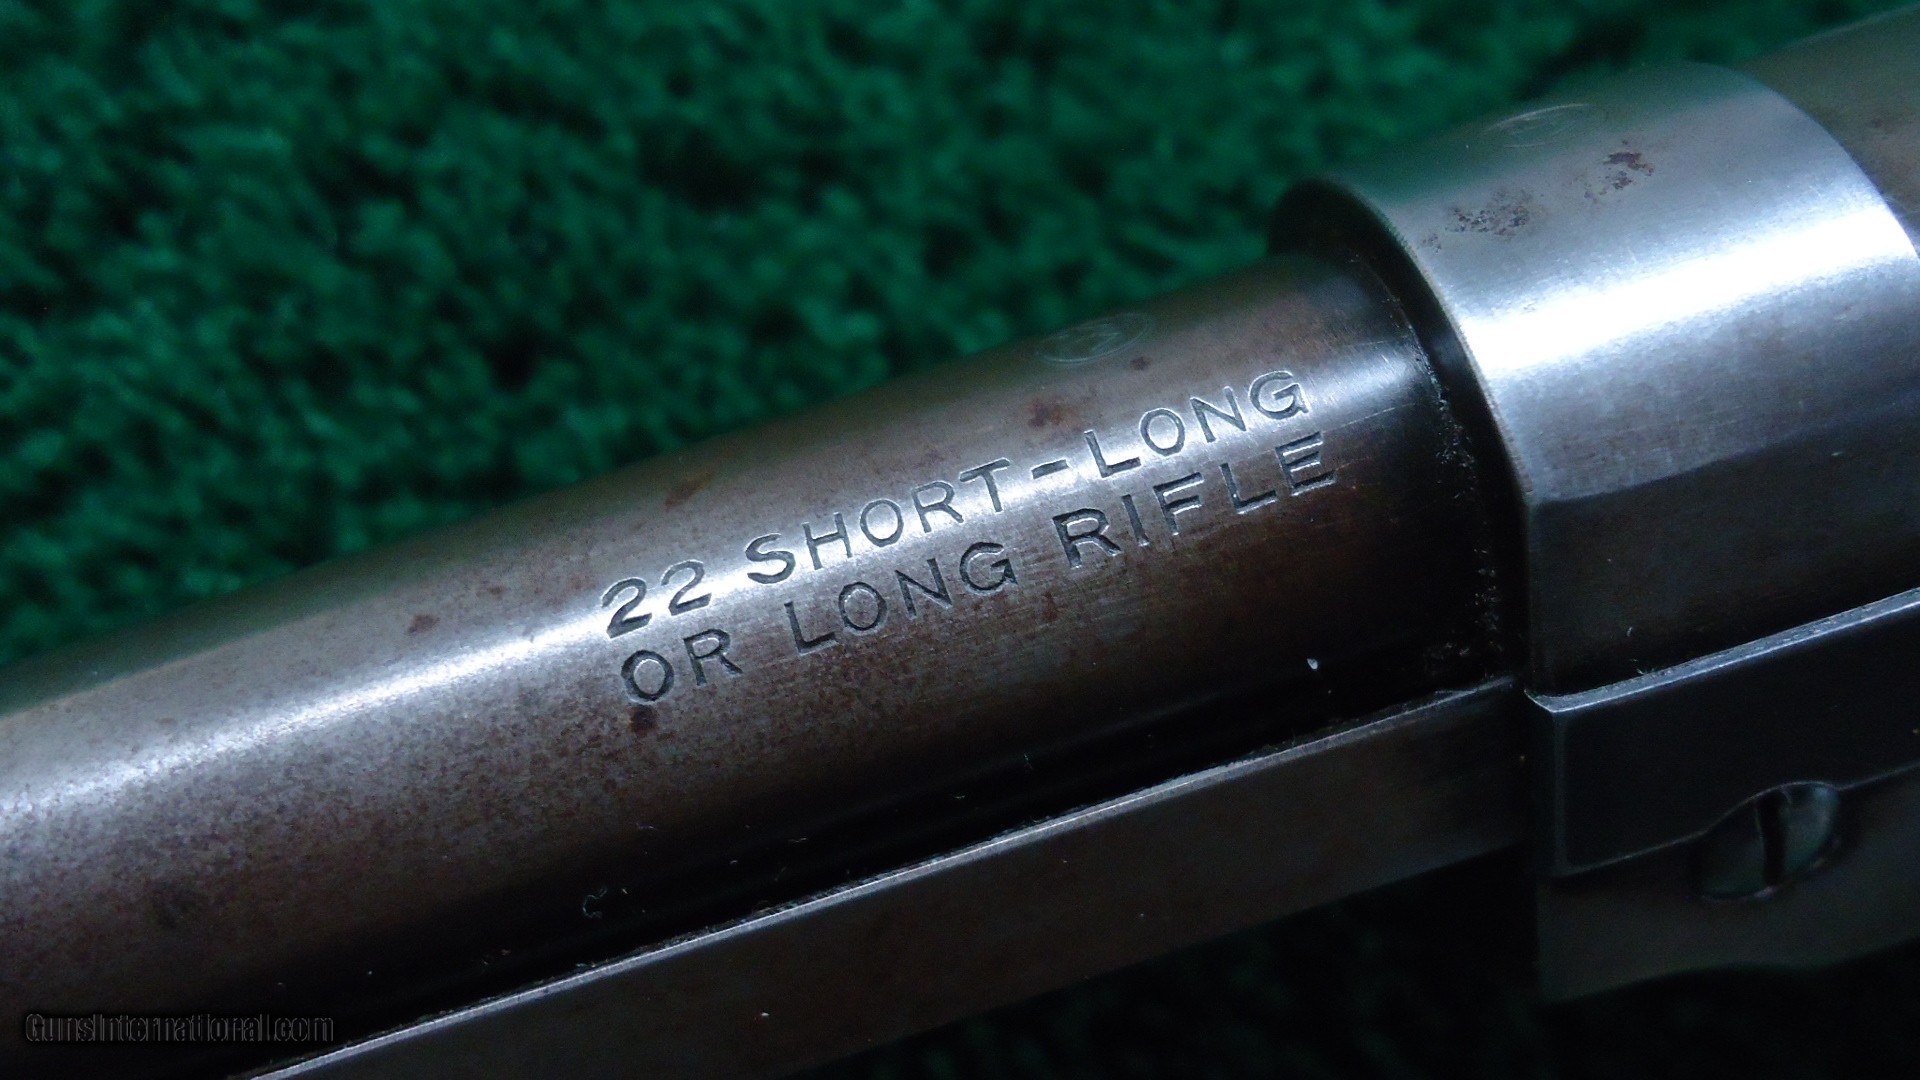 22 SHORT-LONG
OR LONG RIFLE
GunsInternational.com